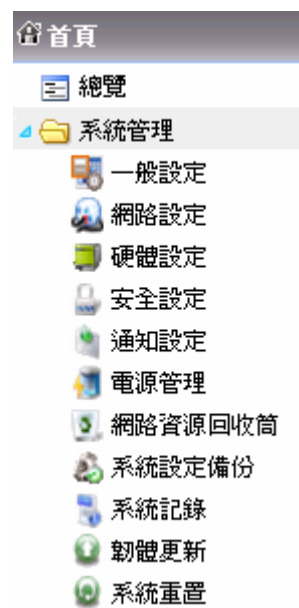 首頁
總覽
系統管理
一般設定
網路設定
硬體設定
安全設定
通知設定
電源管理
網路資源回收筒
系統設定備份
系統記錄
韌體更新
系統重置